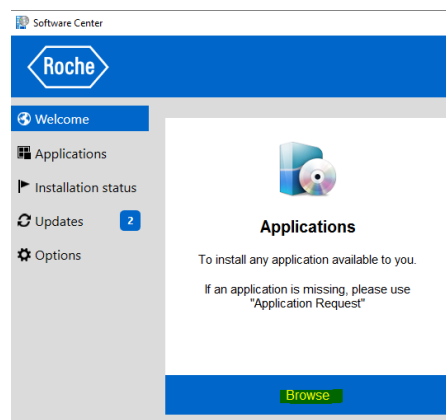 Software Center
Roche
Welcome
Applications
Installation status
Updates 2
Options
Applications
To install any application available to you.
If an application is missing, please use
"Application Request"
Browse